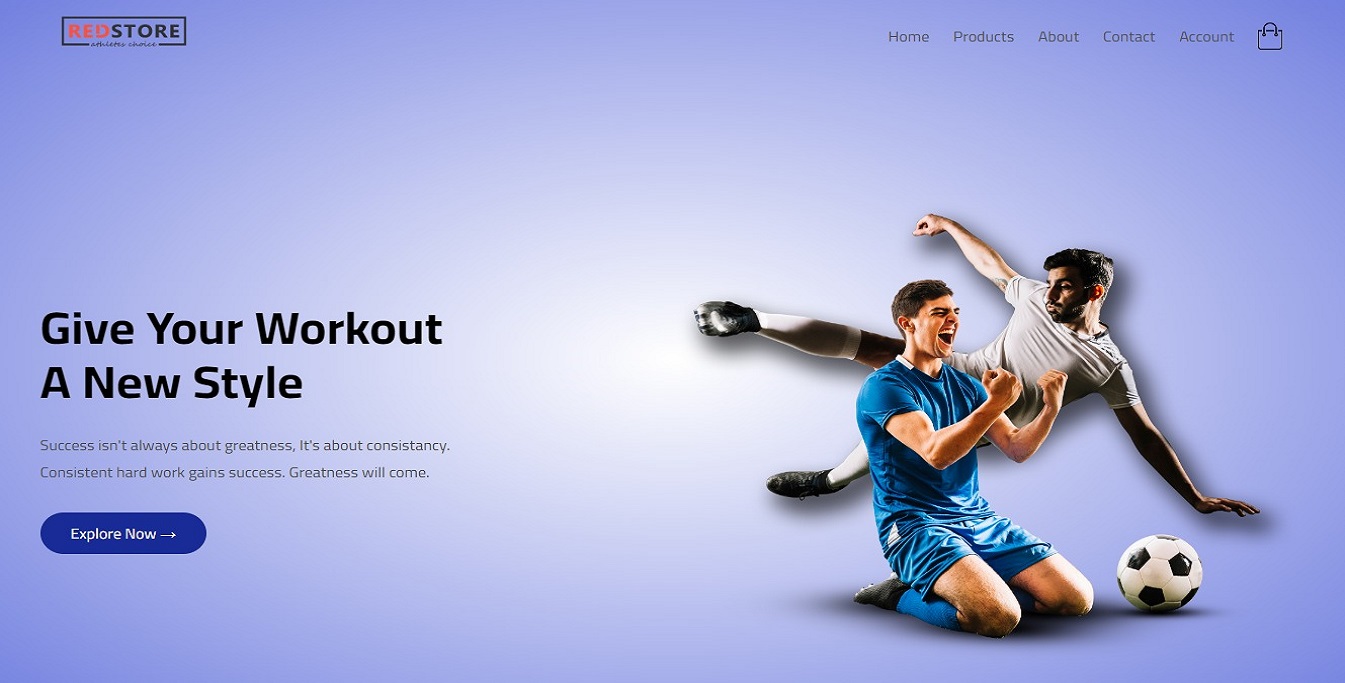 REDSTORE
athletes choice
Home Products About Contact Account
Give Your Workout
A New Style
Success isn't always about greatness, It's about consistancy.
Consistent hard work gains success. Greatness will come.
Explore Now →